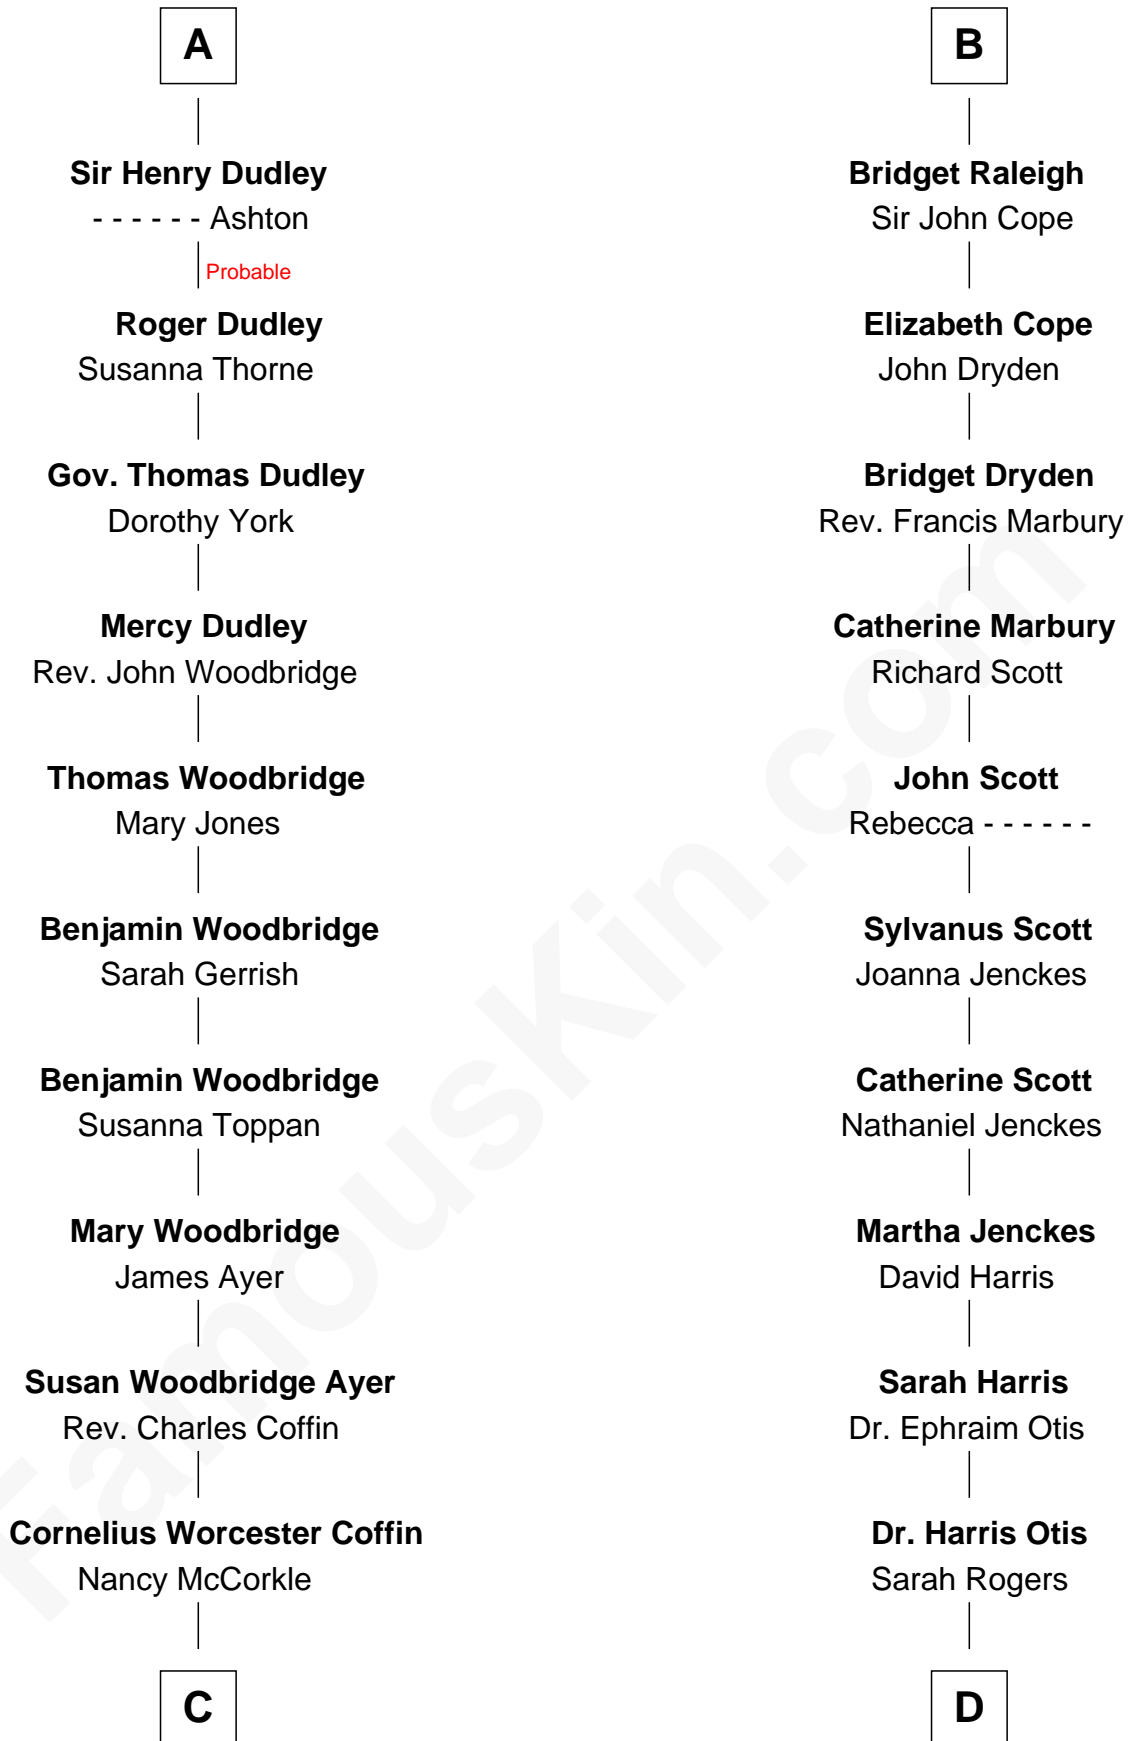 A
Sir Henry Dudley
- - - - - - Ashton
Probable
Roger Dudley
Susanna Thorne
Gov. Thomas Dudley
Dorothy York
Mercy Dudley
Rev. John Woodbridge
Thomas Woodbridge
Mary Jones
Benjamin Woodbridge
Sarah Gerrish
Benjamin Woodbridge
Susanna Toppan
Mary Woodbridge
James Ayer
Susan Woodbridge Ayer
Rev. Charles Coffin
Cornelius Worcester Coffin
Nancy McCorkle
C
B
Bridget Raleigh
Sir John Cope
Elizabeth Cope
John Dryden
Bridget Dryden
Rev. Francis Marbury
Catherine Marbury
Richard Scott
John Scott
Rebecca - - - - - -
Sylvanus Scott
Joanna Jenckes
Catherine Scott
Nathaniel Jenckes
Martha Jenckes
David Harris
Sarah Harris
Dr. Ephraim Otis
Dr. Harris Otis
Sarah Rogers
D
FamousKin.com